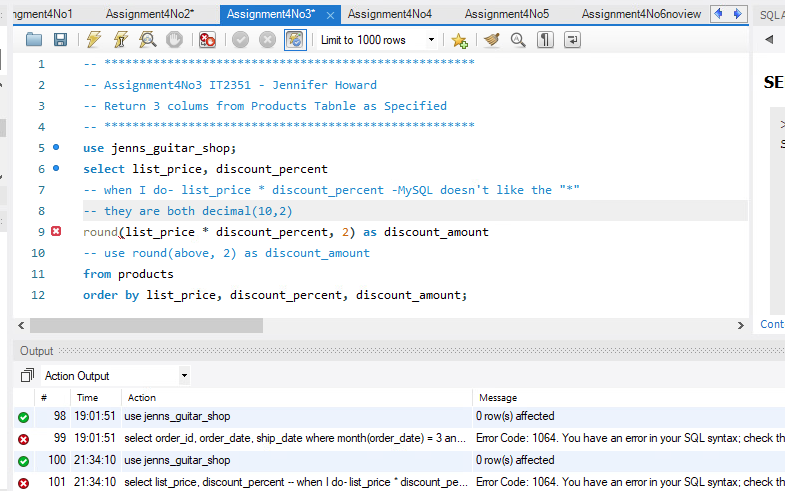 ngment4No1 Assignment4No2* Assignment4No3* Assignment4No4 Assignment4No5 Assignment4No6noview SQLA
Limit to 1000 rows
SE
1 -- *****************************************************
2 -- Assignment4No3 IT2351 - Jennifer Howard
3 -- Return 3 colums from Products Tabnle as Specified
4 -- *****************************************************
5 use jenns_guitar_shop;
6 select list_price, discount_percent
7 -- when I do- list_price * discount_percent -MySQL doesn't like the "*"
8 -- they are both decimal(10,2)
9 round(list_price * discount_percent, 2) as discount_amount
10 -- use round(above, 2) as discount_amount
11 from products
12 order by list_price, discount_percent, discount_amount;
Cont
Output
Action Output
# Time Action Message
98 19:01:51 use jenns_guitar_shop 0 row(s) affected
99 19:01:51 select order_id, order_date, ship_date where month(order_date) = 3 an... Error Code: 1064. You have an error in your SQL syntax; check th
100 21:34:10 use jenns_guitar_shop 0 row(s) affected
101 21:34:10 select list_price, discount_percent -- when I do- list_price * discount_pe... Error Code: 1064. You have an error in your SQL syntax; check th